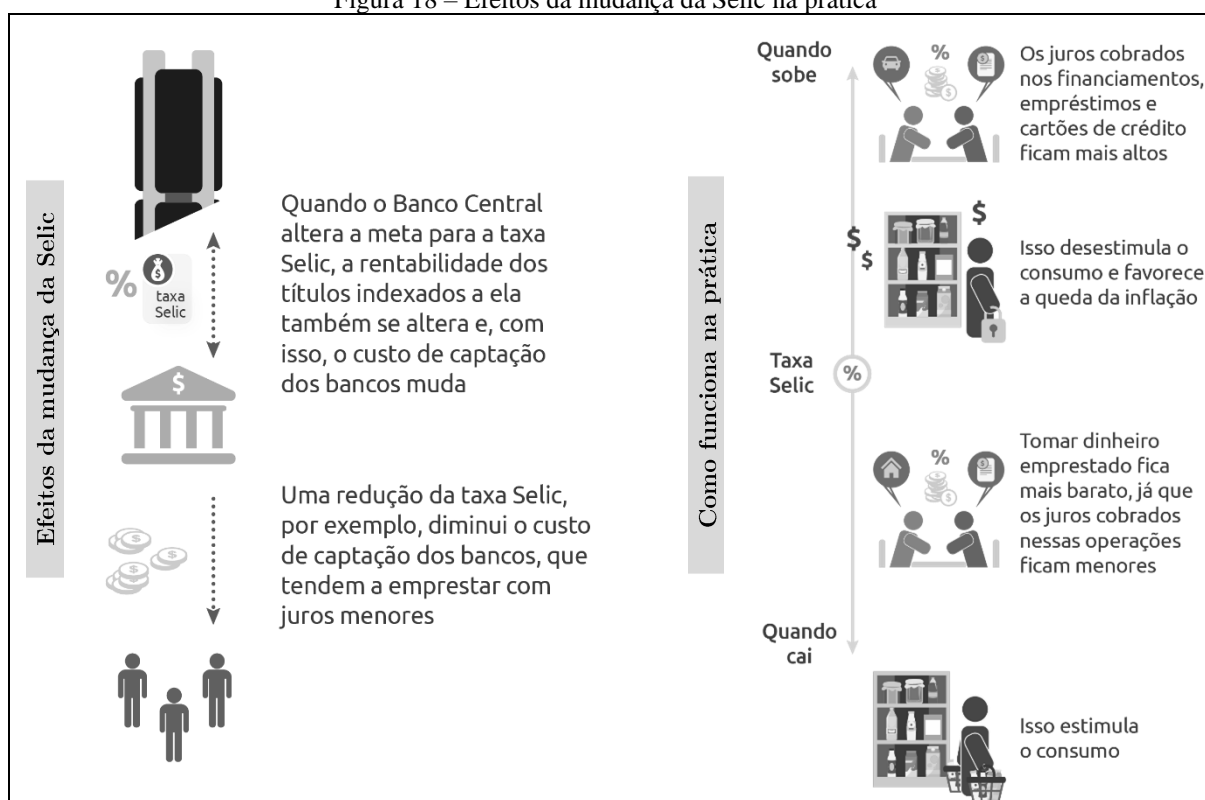 Figura 18 – Efeitos da mudança da Selic na prática
Efeitos da mudança da Selic
%
$
taxa
Selic
Quando o Banco Central
altera a meta para a taxa
Selic, a rentabilidade dos
títulos indexados a ela
também se altera e, com
isso, o custo de captação
dos bancos muda
$
Uma redução da taxa Selic,
por exemplo, diminui o custo
de captação dos bancos, que
tendem a emprestar com
juros menores
$
$
$
Como funciona na prática
Quando
sobe
%
$
$
Os juros cobrados
nos financiamentos,
empréstimos e
cartões de crédito
ficam mais altos
$
$
$
Isso desestimula o
consumo e favorece
a queda da inflação
Taxa
Selic
%
%
$
$
Tomar dinheiro
emprestado fica
mais barato, já que
os juros cobrados
nessas operações
ficam menores
Quando
cai
Isso estimula
o consumo